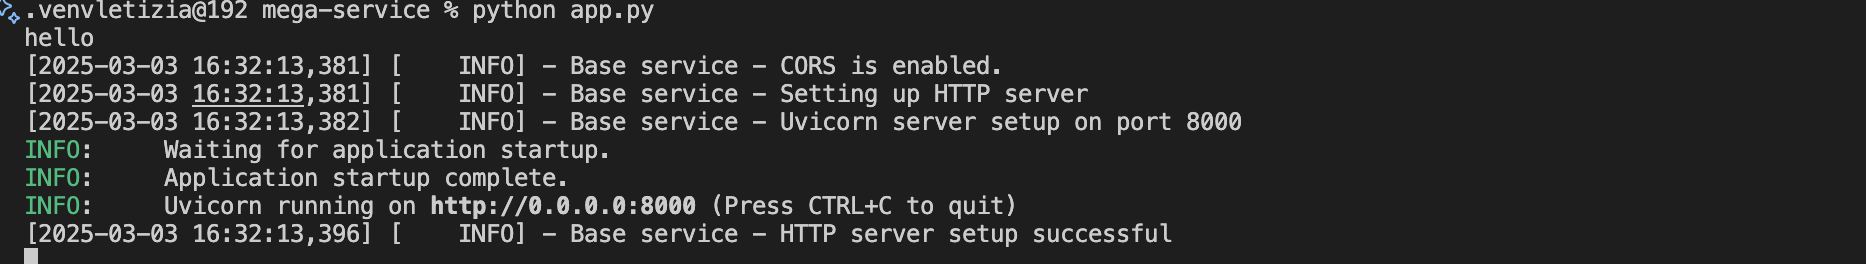 .venvletizia@192 mega-service % python app.py
hello
[2025-03-03 16:32:13,381] [    INFO] - Base service - CORS is enabled.
[2025-03-03 16:32:13,381] [    INFO] - Base service - Setting up HTTP server
[2025-03-03 16:32:13,382] [    INFO] - Base service - Uvicorn server setup on port 8000
INFO:     Waiting for application startup.
INFO:     Application startup complete.
INFO:     Uvicorn running on http://0.0.0.0:8000 (Press CTRL+C to quit)
[2025-03-03 16:32:13,396] [    INFO] - Base service - HTTP server setup successful